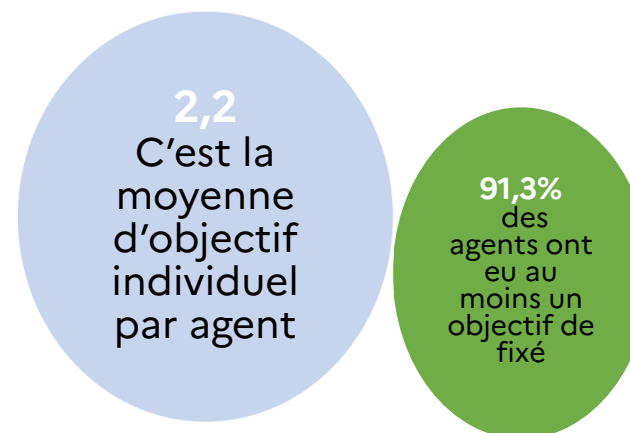 2,2
C'est la
moyenne
d'objectif
individuel
par agent
91,3%
des
agents ont
eu au
moins un
objectif de
fixé